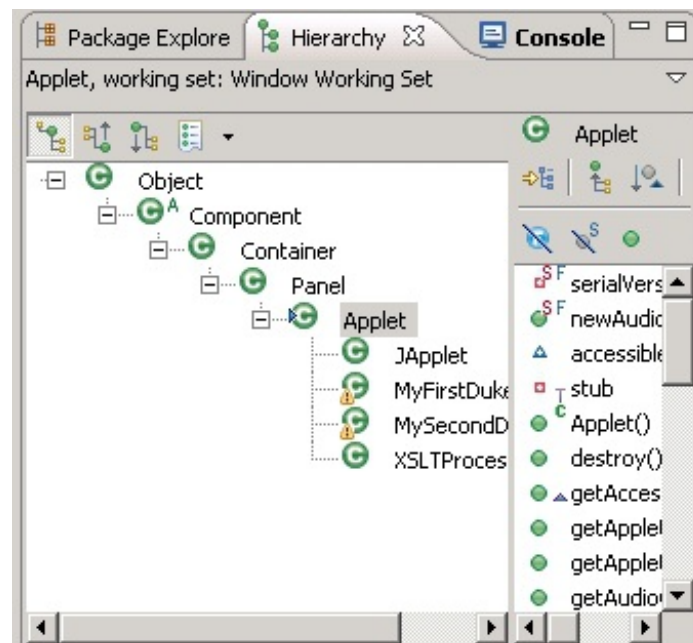 Package Explore Hierarchy Console
Applet, working set: Window Working Set
Applet
Object
A Component
Container
Panel
Applet
JApplet
MyFirstDuke
MySecondD
XSLTProces
S
S F serialVers
S F newAudio
accessible
T stub
C Applet()
destroy()
getAcces
getApplet
getApplet
getAudio